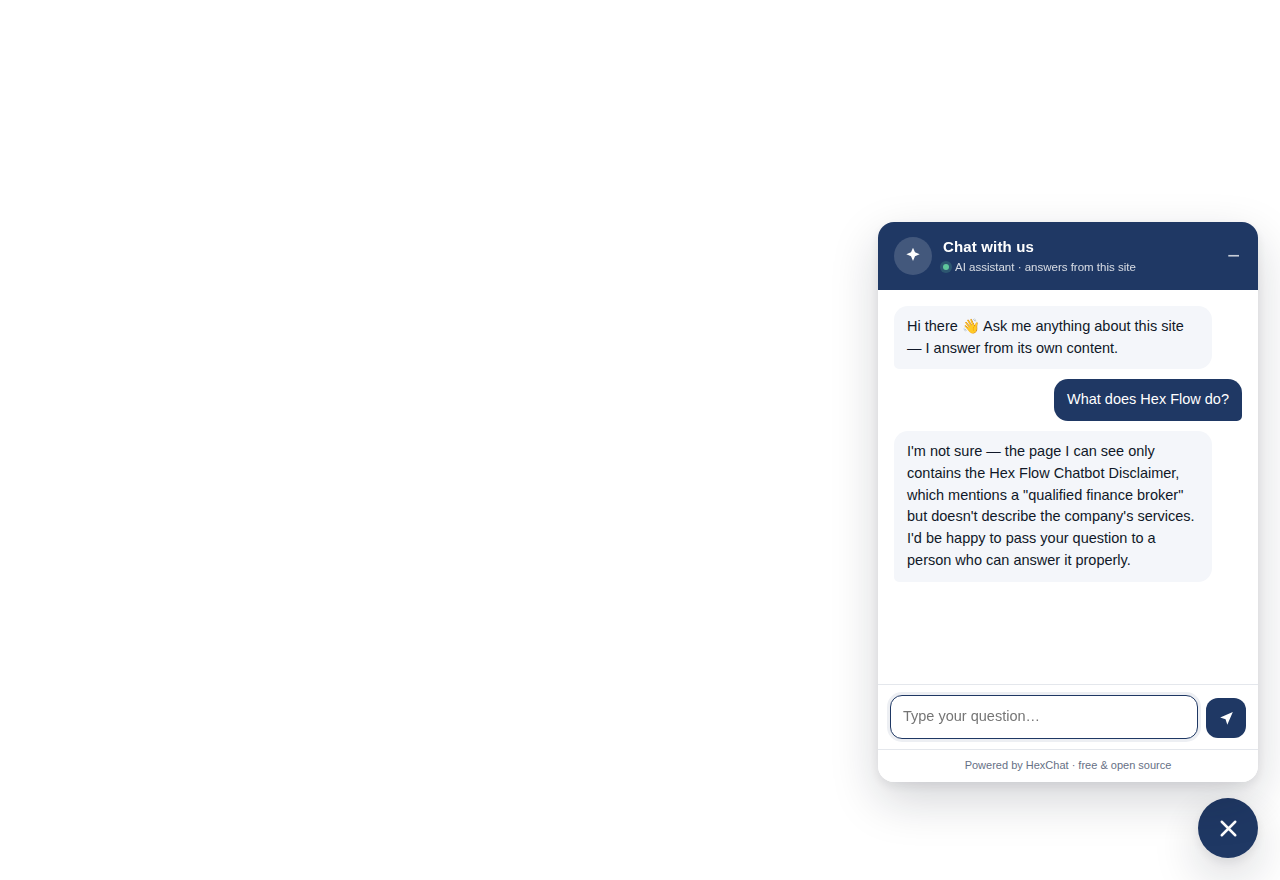 Chat with us
AI assistant · answers from this site
Hi there 👋 Ask me anything about this site
— I answer from its own content.
What does Hex Flow do?
I'm not sure — the page I can see only
contains the Hex Flow Chatbot Disclaimer,
which mentions a "qualified finance broker"
but doesn't describe the company's services.
I'd be happy to pass your question to a
person who can answer it properly.
Type your question…
Powered by HexChat · free & open source